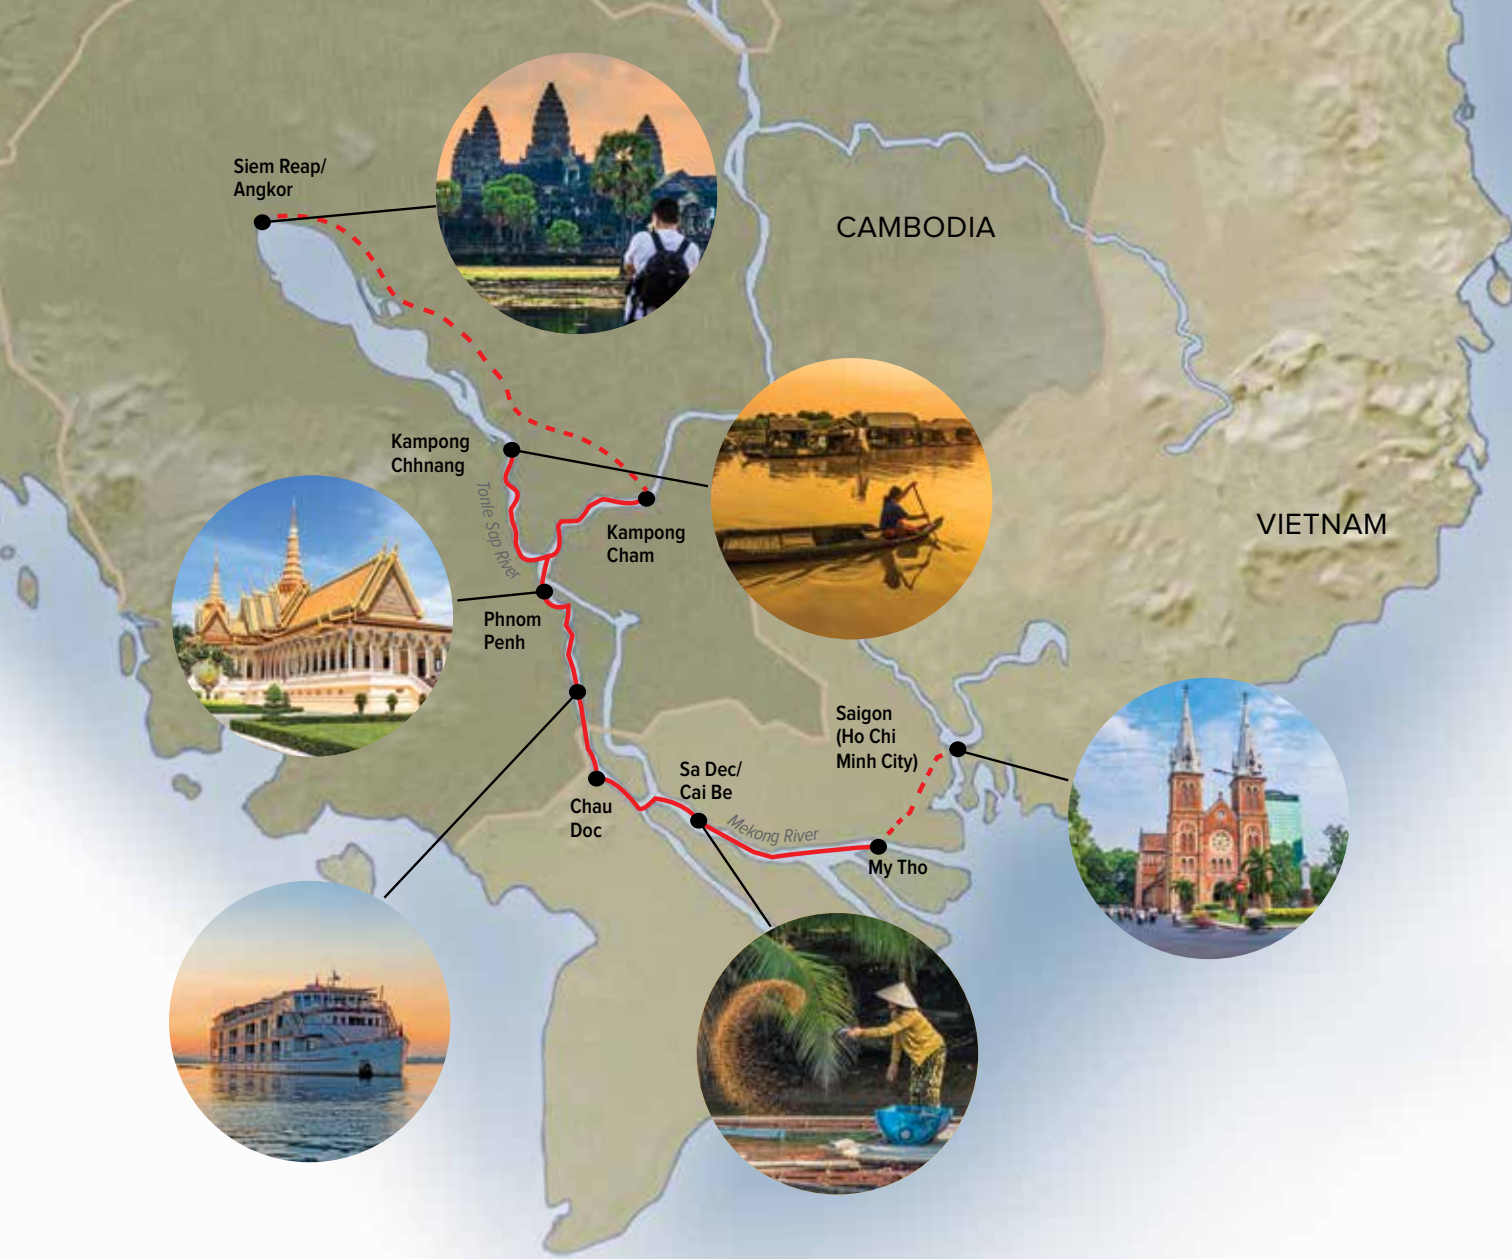 Siem Reap/
Angkor
CAMBODIA
Kampong
Chhnang
Tonle Sap River
Kampong
Cham
VIETNAM
Phnom
Penh
Saigon
(Ho Chi
Minh City)
Sa Dec/
Cai Be
Chau
Doc
Mekong River
My Tho